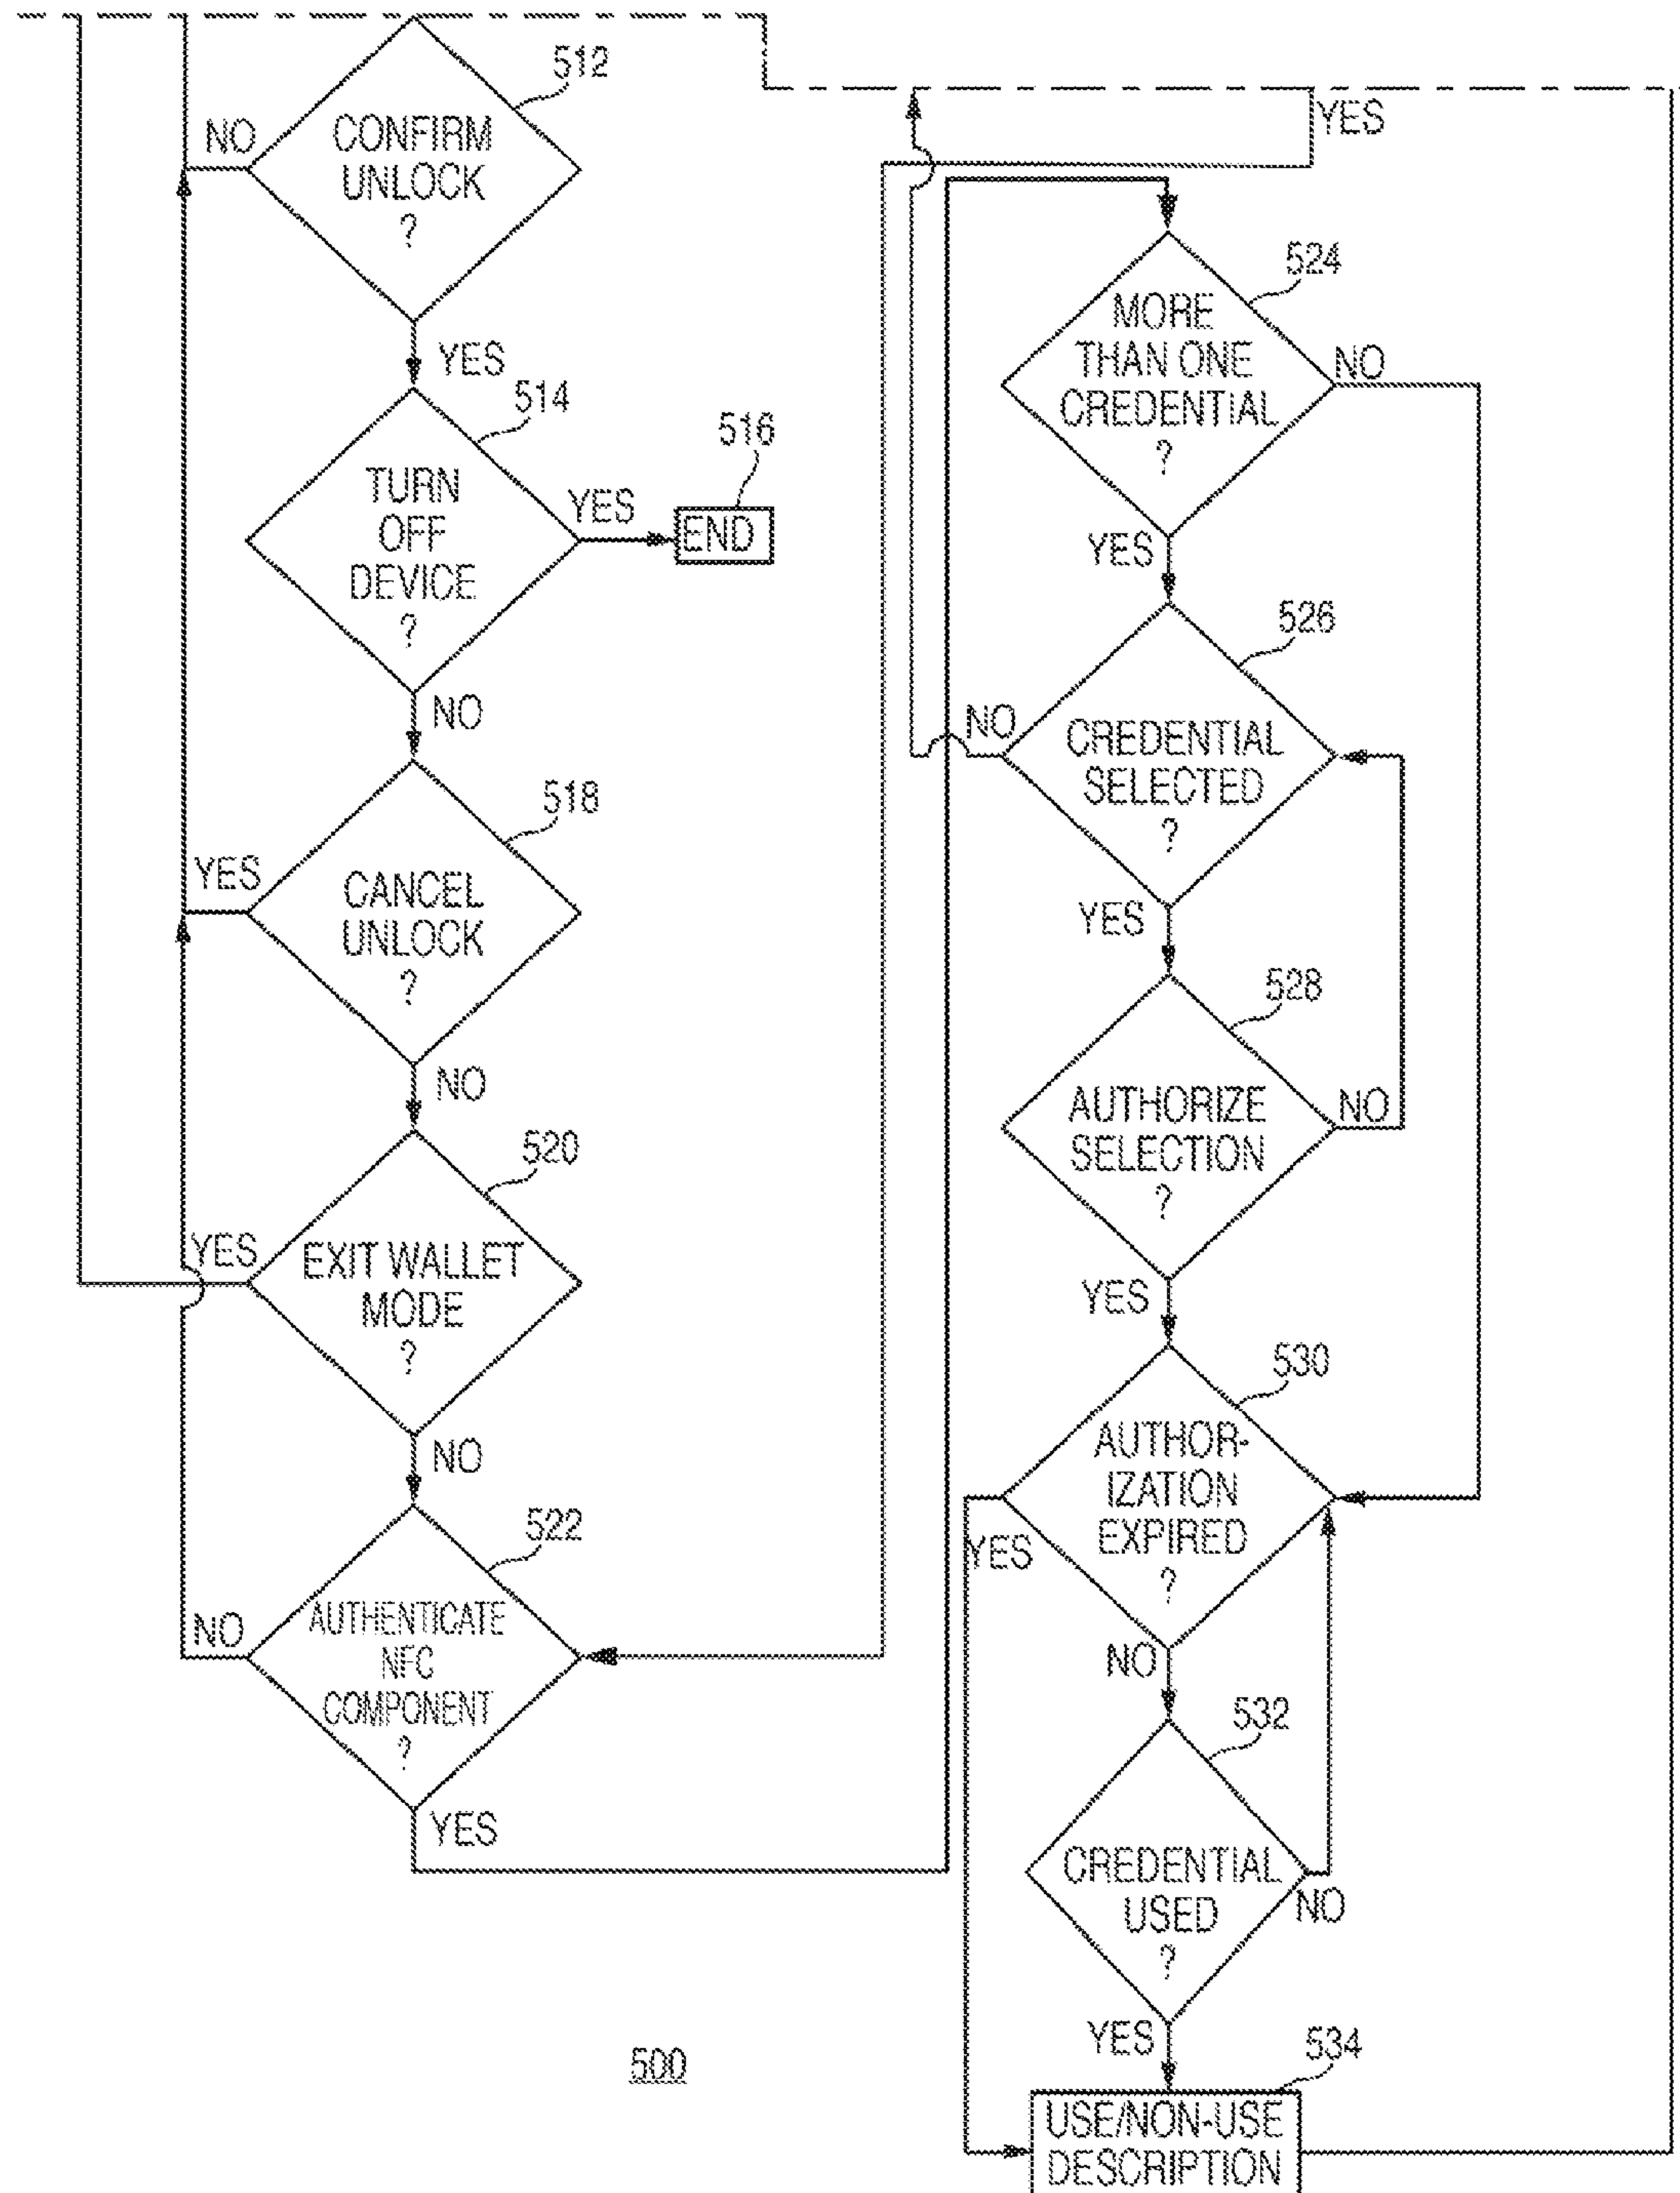 512
NO
CONFIRM
UNLOCK
?
YES
514
TURN
OFF
DEVICE
?
YES
516
END
NO
518
YES
CANCEL
UNLOCK
?
NO
520
YES
EXIT WALLET
MODE
?
NO
522
NO
AUTHENTICATE
NFC
COMPONENT
?
YES
YES
524
MORE
THAN ONE
CREDENTIAL
?
NO
YES
526
NO
CREDENTIAL
SELECTED
?
YES
528
AUTHORIZE
SELECTION
?
NO
YES
530
AUTHOR-
IZATION
EXPIRED
?
YES
NO
532
CREDENTIAL
USED
?
NO
YES
534
USE/NON-USE
DESCRIPTION
500